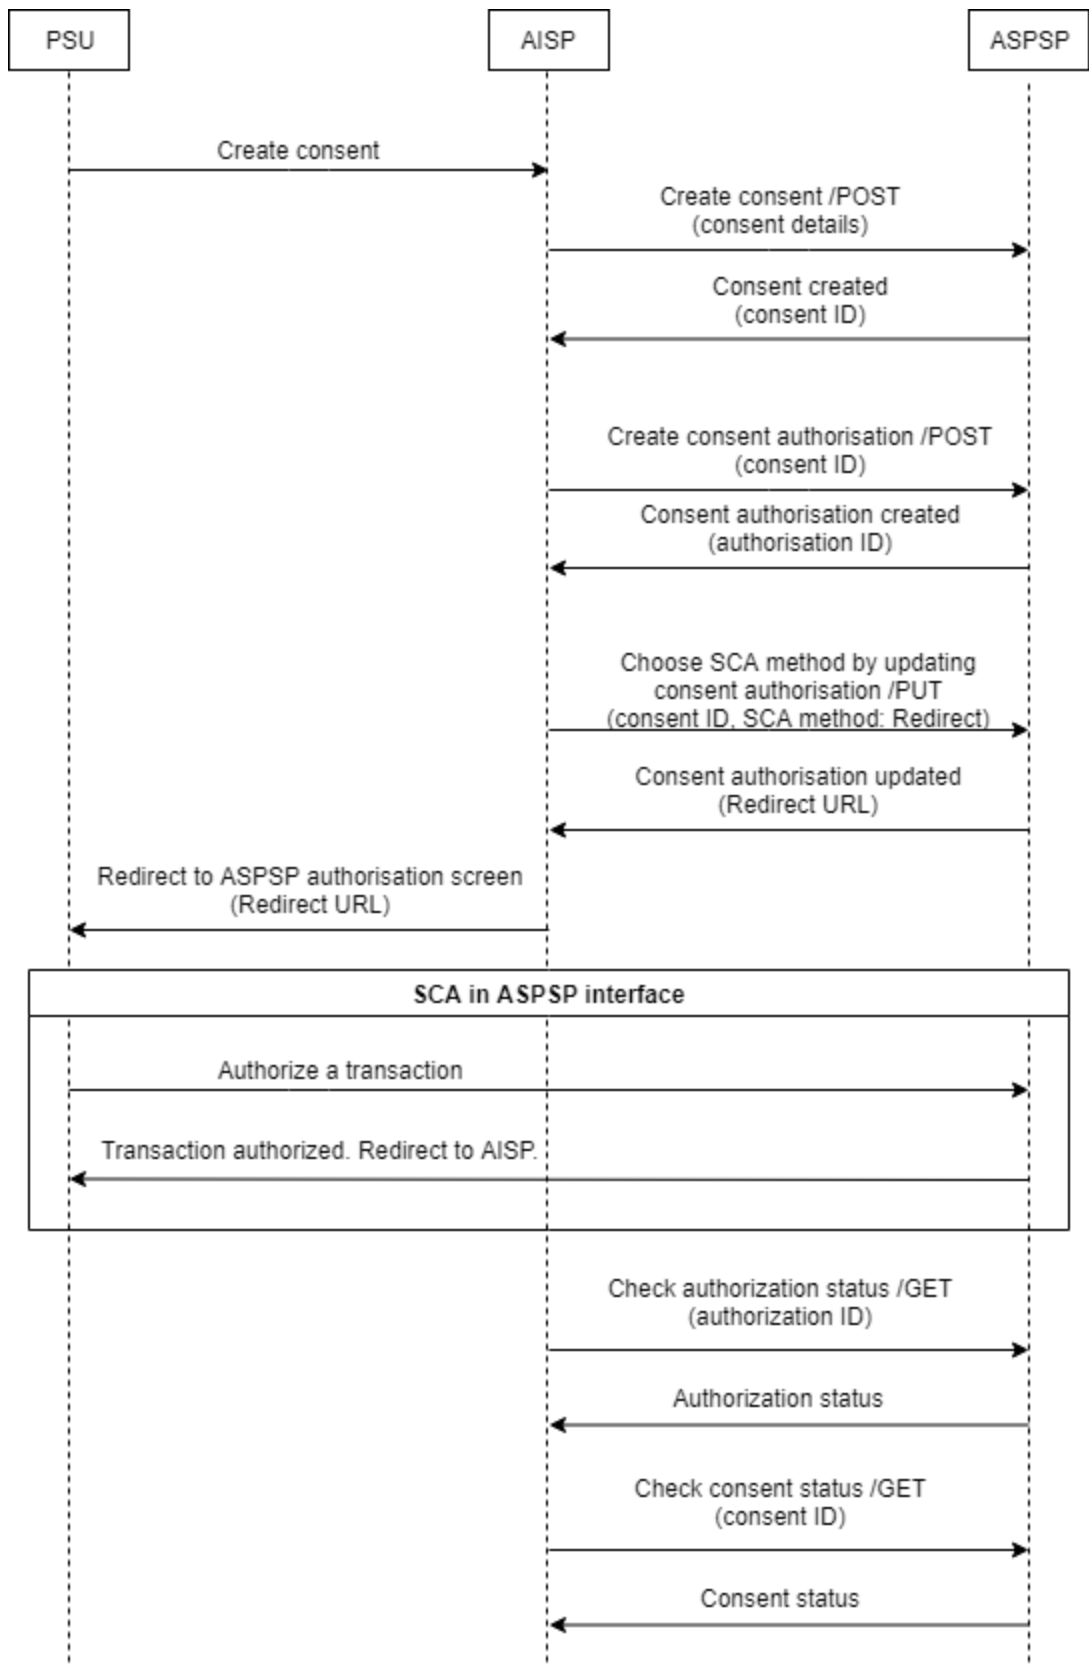 PSU
AISP
ASPSP
Create consent
Create consent /POST
(consent details)
Consent created
(consent ID)
Create consent authorisation /POST
(consent ID)
Consent authorisation created
(authorisation ID)
Choose SCA method by updating
consent authorisation /PUT
(consent ID, SCA method: Redirect)
Consent authorisation updated
(Redirect URL)
Redirect to ASPSP authorisation screen
(Redirect URL)
SCA in ASPSP interface
Authorize a transaction
Transaction authorized. Redirect to AISP.
Check authorization status /GET
(authorization ID)
Authorization status
Check consent status /GET
(consent ID)
Consent status